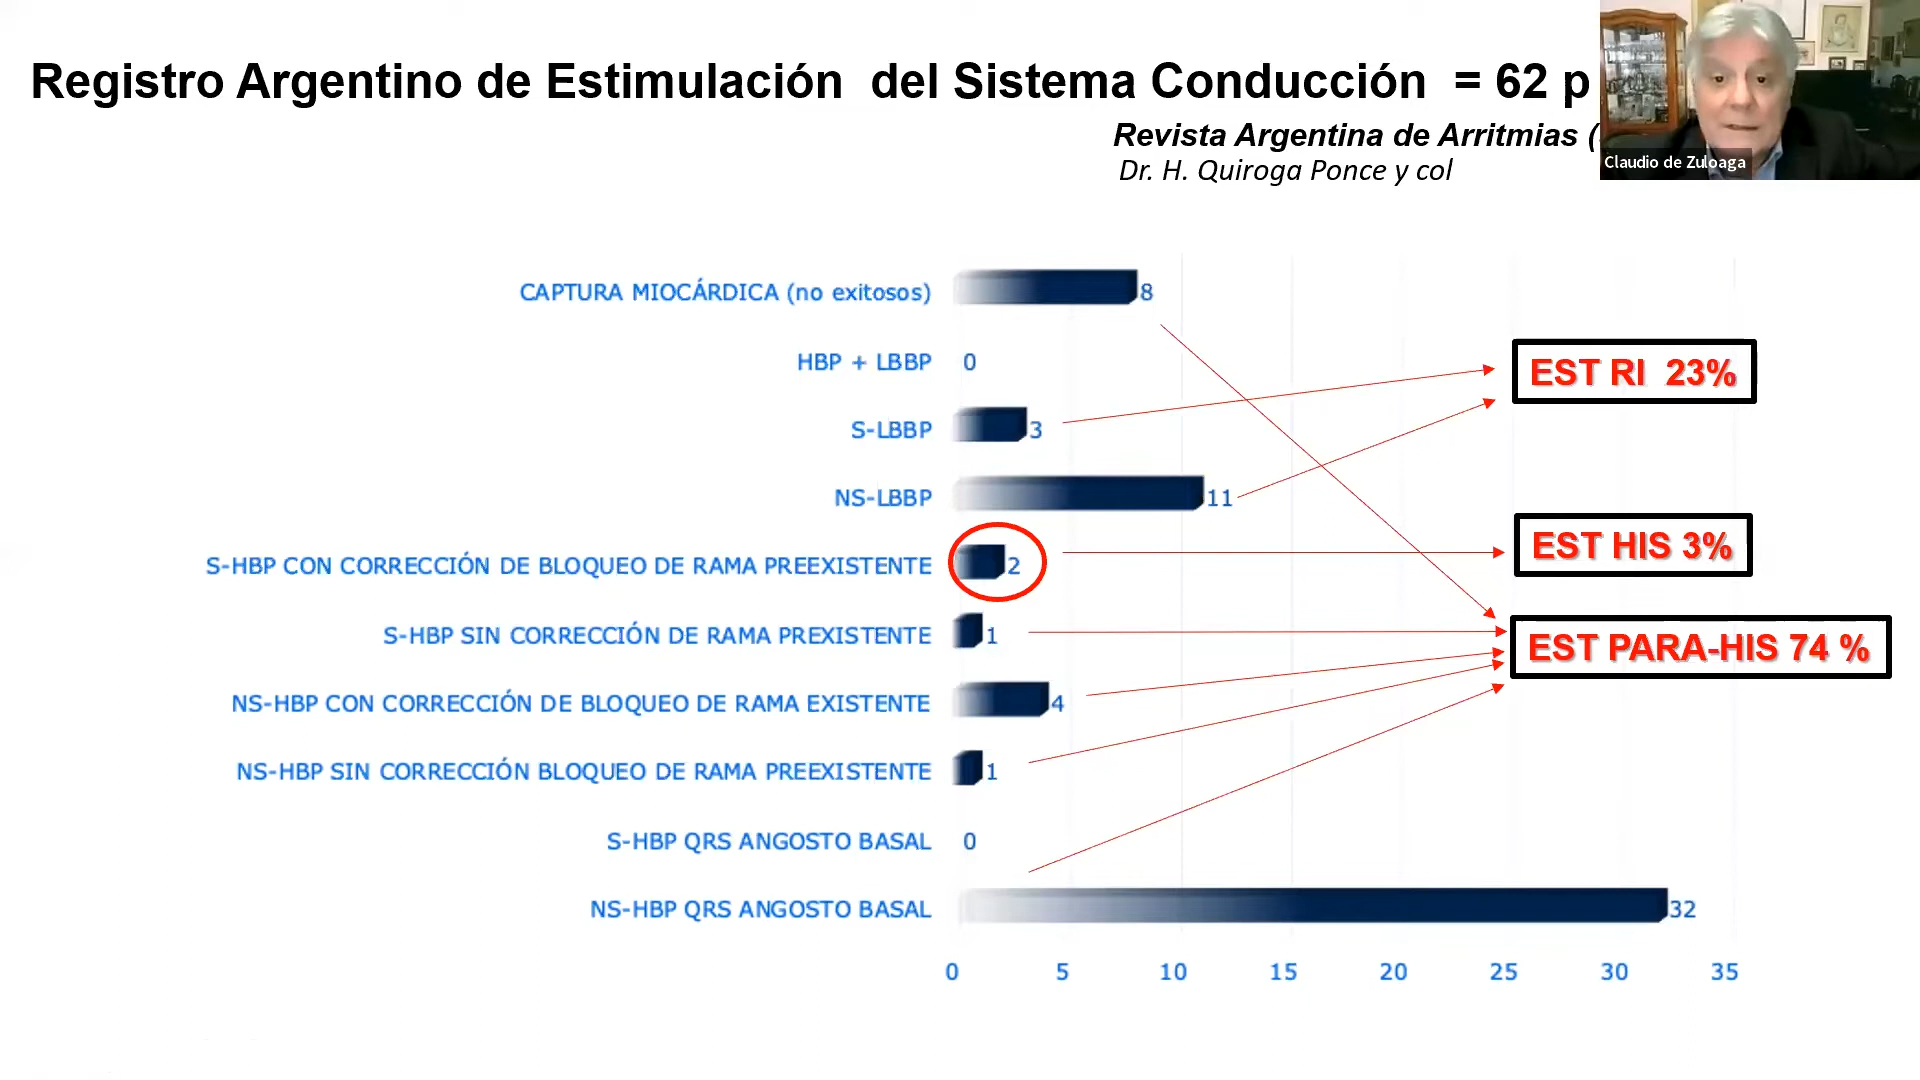 Registro Argentino de Estimulación del Sistema Conducción = 62 p
Revista Argentina de Arritmias (
Dr. H. Quiroga Ponce y col
Claudio de Zuloaga
CAPTURA MIOCÁRDICA (no exitosos) 8
HBP + LBBP 0
S-LBBP 3
NS-LBBP 11
S-HBP CON CORRECCIÓN DE BLOQUEO DE RAMA PREEXISTENTE 2
S-HBP SIN CORRECCIÓN DE RAMA PREXISTENTE 1
NS-HBP CON CORRECCIÓN DE BLOQUEO DE RAMA EXISTENTE 4
NS-HBP SIN CORRECCIÓN BLOQUEO DE RAMA PREEXISTENTE 1
S-HBP QRS ANGOSTO BASAL 0
NS-HBP QRS ANGOSTO BASAL 32
0 5 10 15 20 25 30 35
EST RI 23%
EST HIS 3%
EST PARA-HIS 74 %